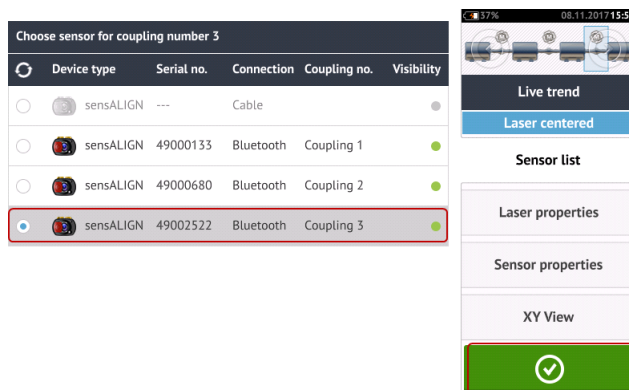 Choose sensor for coupling number 3
Device type Serial no. Connection Coupling no. Visibility
sensALIGN --- Cable
sensALIGN 49000133 Bluetooth Coupling 1
sensALIGN 49000680 Bluetooth Coupling 2
sensALIGN 49002522 Bluetooth Coupling 3
37% 08.11.2017 15:5
Live trend
Laser centered
Sensor list
Laser properties
Sensor properties
XY View